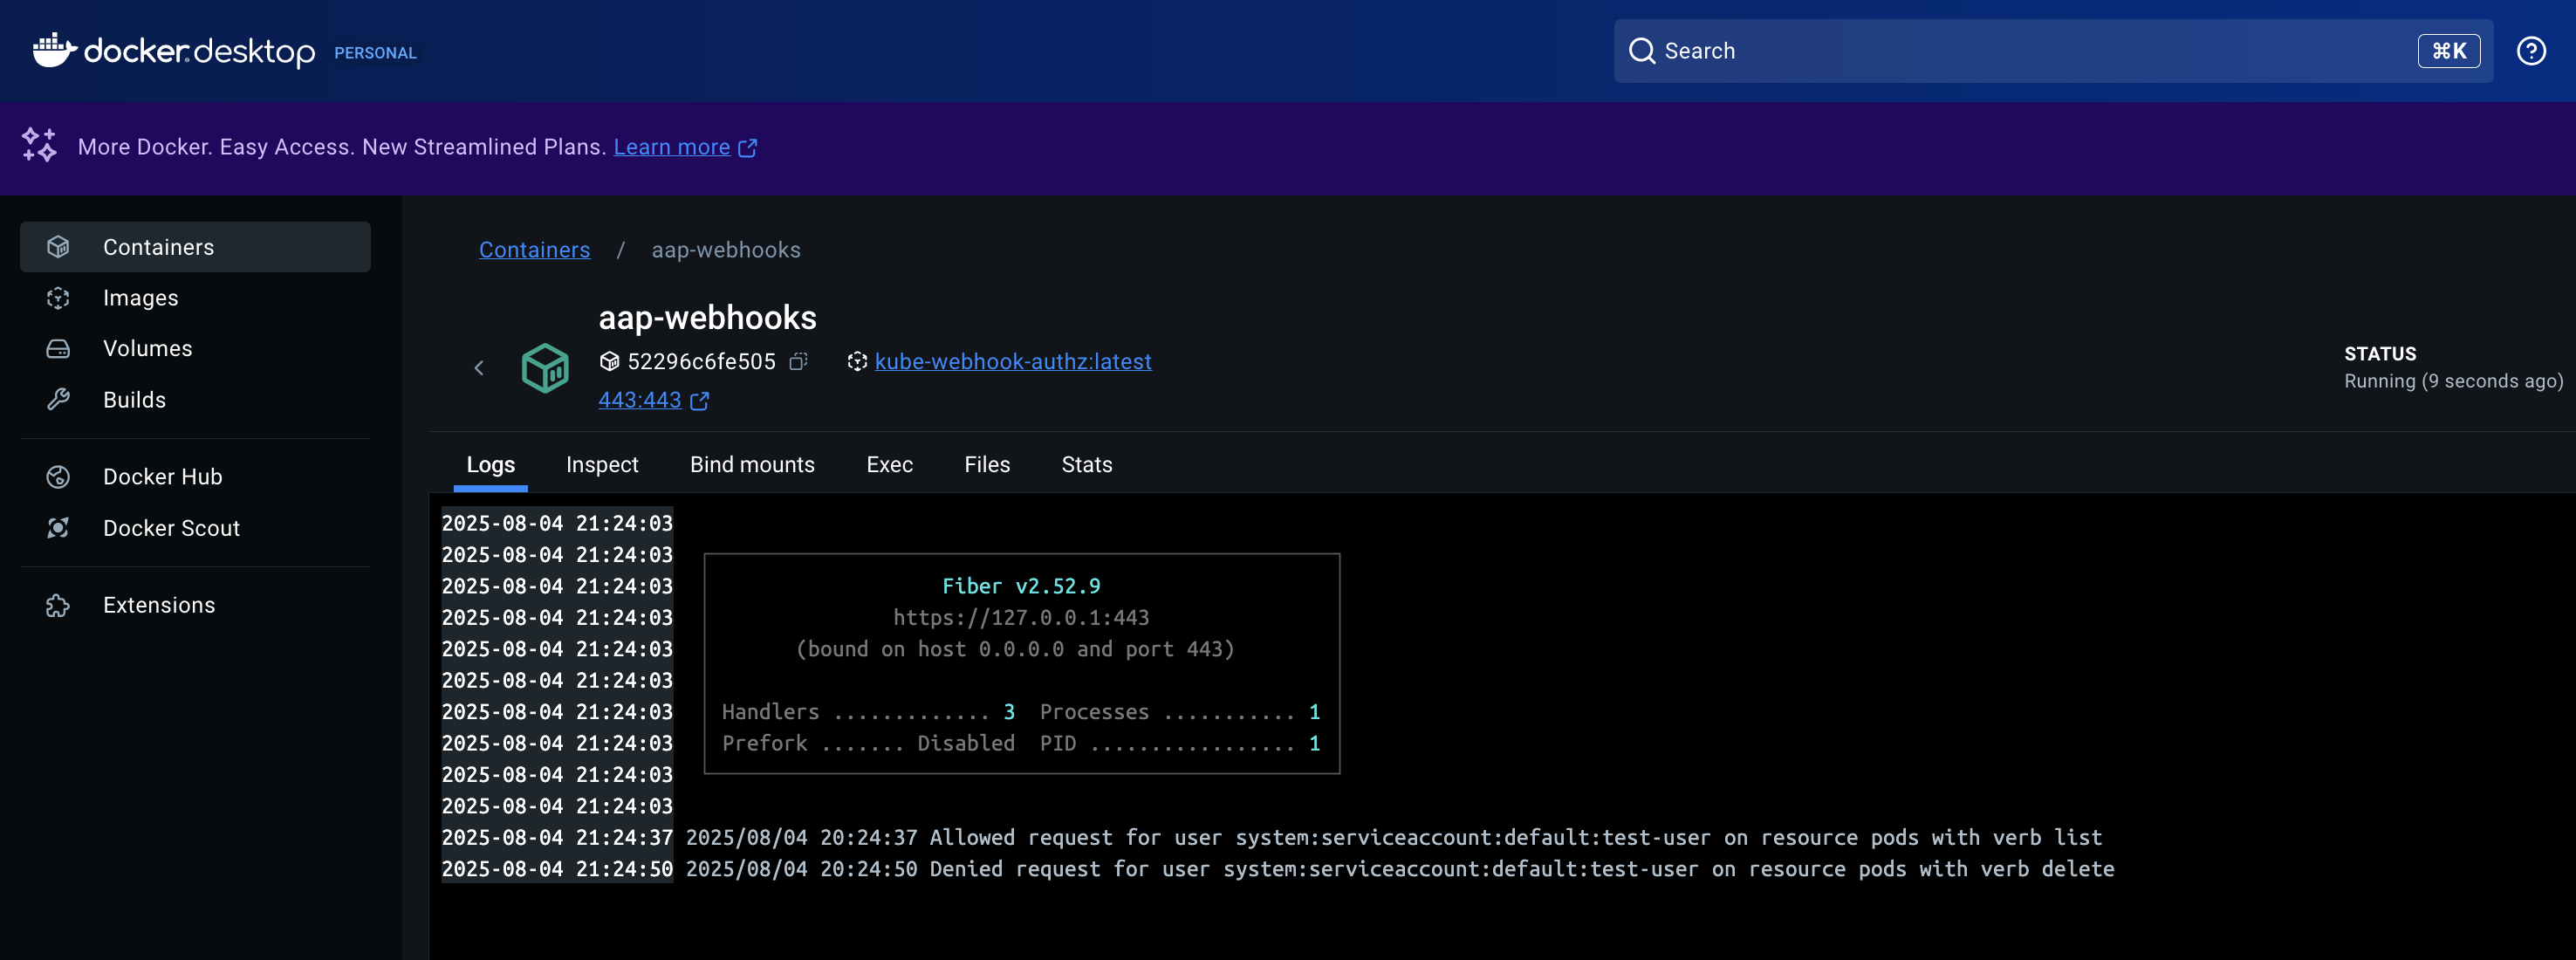 docker.desktop PERSONAL
Search ⌘K
More Docker. Easy Access. New Streamlined Plans. Learn more
Containers
Images
Volumes
Builds
Docker Hub
Docker Scout
Extensions
Containers / aap-webhooks
aap-webhooks
52296c6fe505 kube-webhook-authz:latest
443:443
STATUS
Running (9 seconds ago)
Logs Inspect Bind mounts Exec Files Stats
2025-08-04 21:24:03
2025-08-04 21:24:03
2025-08-04 21:24:03 Fiber v2.52.9
2025-08-04 21:24:03 https://127.0.0.1:443
2025-08-04 21:24:03 (bound on host 0.0.0.0 and port 443)
2025-08-04 21:24:03
2025-08-04 21:24:03 Handlers ............. 3 Processes ........... 1
2025-08-04 21:24:03 Prefork ....... Disabled PID ................. 1
2025-08-04 21:24:03
2025-08-04 21:24:03
2025-08-04 21:24:37 2025/08/04 20:24:37 Allowed request for user system:serviceaccount:default:test-user on resource pods with verb list
2025-08-04 21:24:50 2025/08/04 20:24:50 Denied request for user system:serviceaccount:default:test-user on resource pods with verb delete